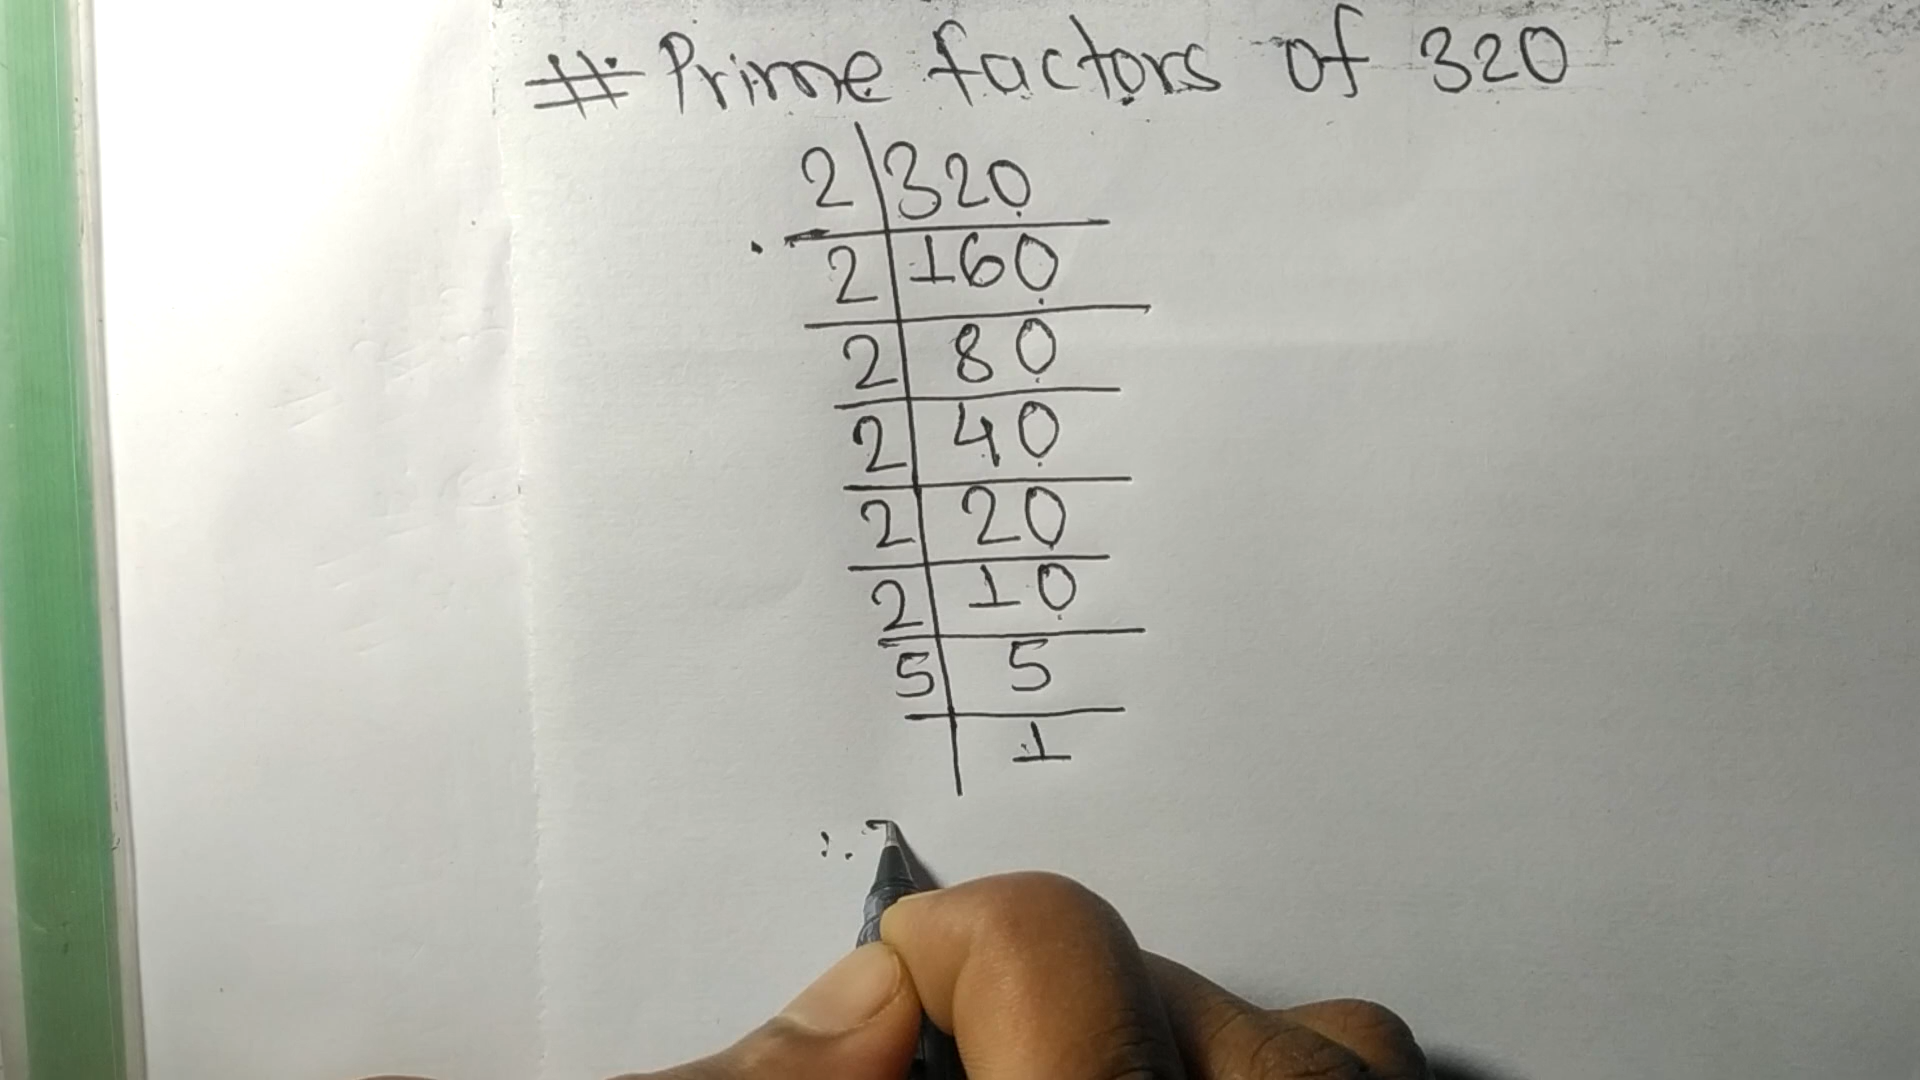 # Prime factors of 320
2 | 320
2 | 160
2 | 80
2 | 40
2 | 20
2 | 10
5 | 5
1
∴